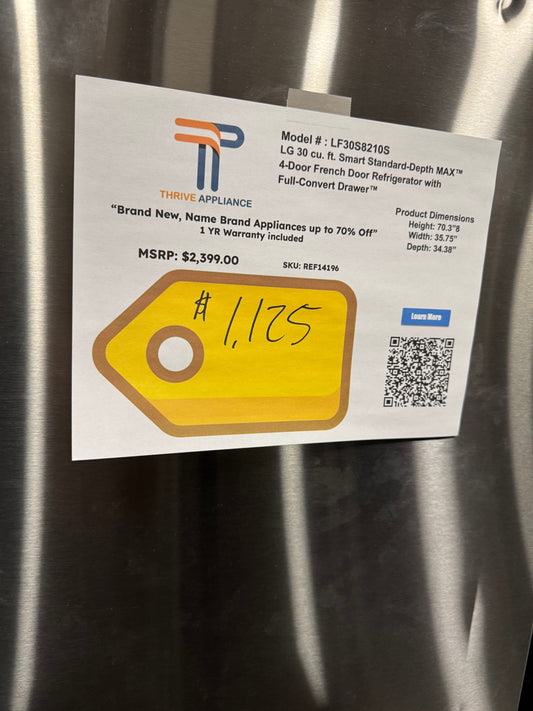 THRIVE APPLIANCE
Model # : LF30S8210S
LG 30 cu. ft. Smart Standard-Depth MAX™
4-Door French Door Refrigerator with
Full-Convert Drawer™
"Brand New, Name Brand Appliances up to 70% Off"
1 YR Warranty included
Product Dimensions
Height: 70.3"8
Width: 35.75"
Depth: 34.38"
MSRP: $2,399.00
SKU: REF14196
$1,125
Learn More